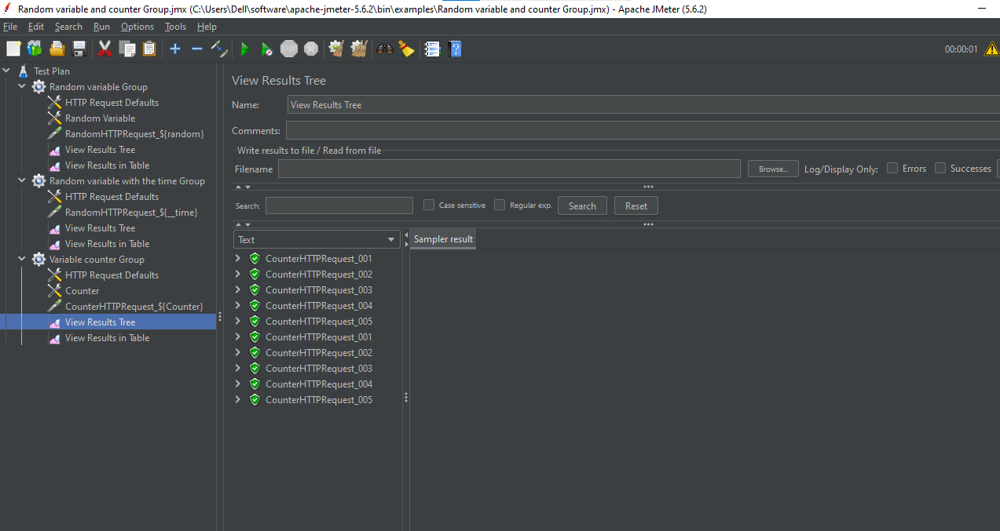 Random variable and counter Group.jmx (C:\Users\Dell\software\apache-jmeter-5.6.2\bin\examples\Random variable and counter Group.jmx) - Apache JMeter (5.6.2)
File Edit Search Run Options Tools Help
STOP
00:00:01
Test Plan
Random variable Group
HTTP Request Defaults
Random Variable
RandomHTTPRequest_${random}
View Results Tree
View Results in Table
Random variable with the time Group
HTTP Request Defaults
RandomHTTPRequest_${__time}
View Results Tree
View Results in Table
Variable counter Group
HTTP Request Defaults
Counter
CounterHTTPRequest_${Counter}
View Results Tree
View Results in Table
View Results Tree
Name: View Results Tree
Comments:
Write results to file / Read from file
Filename Browse... Log/Display Only: Errors Successes
Search: Case sensitive Regular exp. Search Reset
Text
Sampler result
CounterHTTPRequest_001
CounterHTTPRequest_002
CounterHTTPRequest_003
CounterHTTPRequest_004
CounterHTTPRequest_005
CounterHTTPRequest_001
CounterHTTPRequest_002
CounterHTTPRequest_003
CounterHTTPRequest_004
CounterHTTPRequest_005